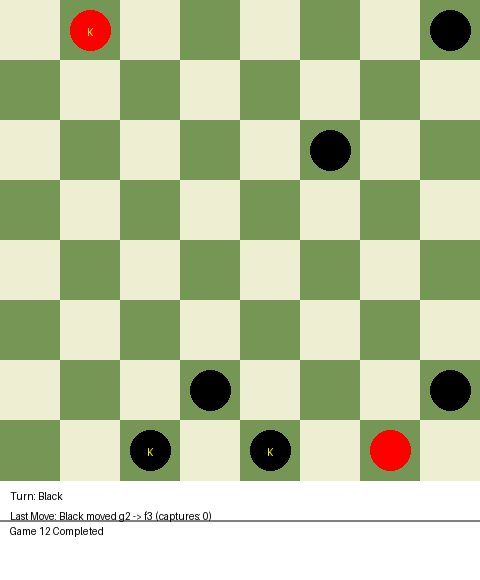 K
K
K
Turn: Black
Last Move: Black moved g2 -> f3 (captures: 0)
Game 12 Completed